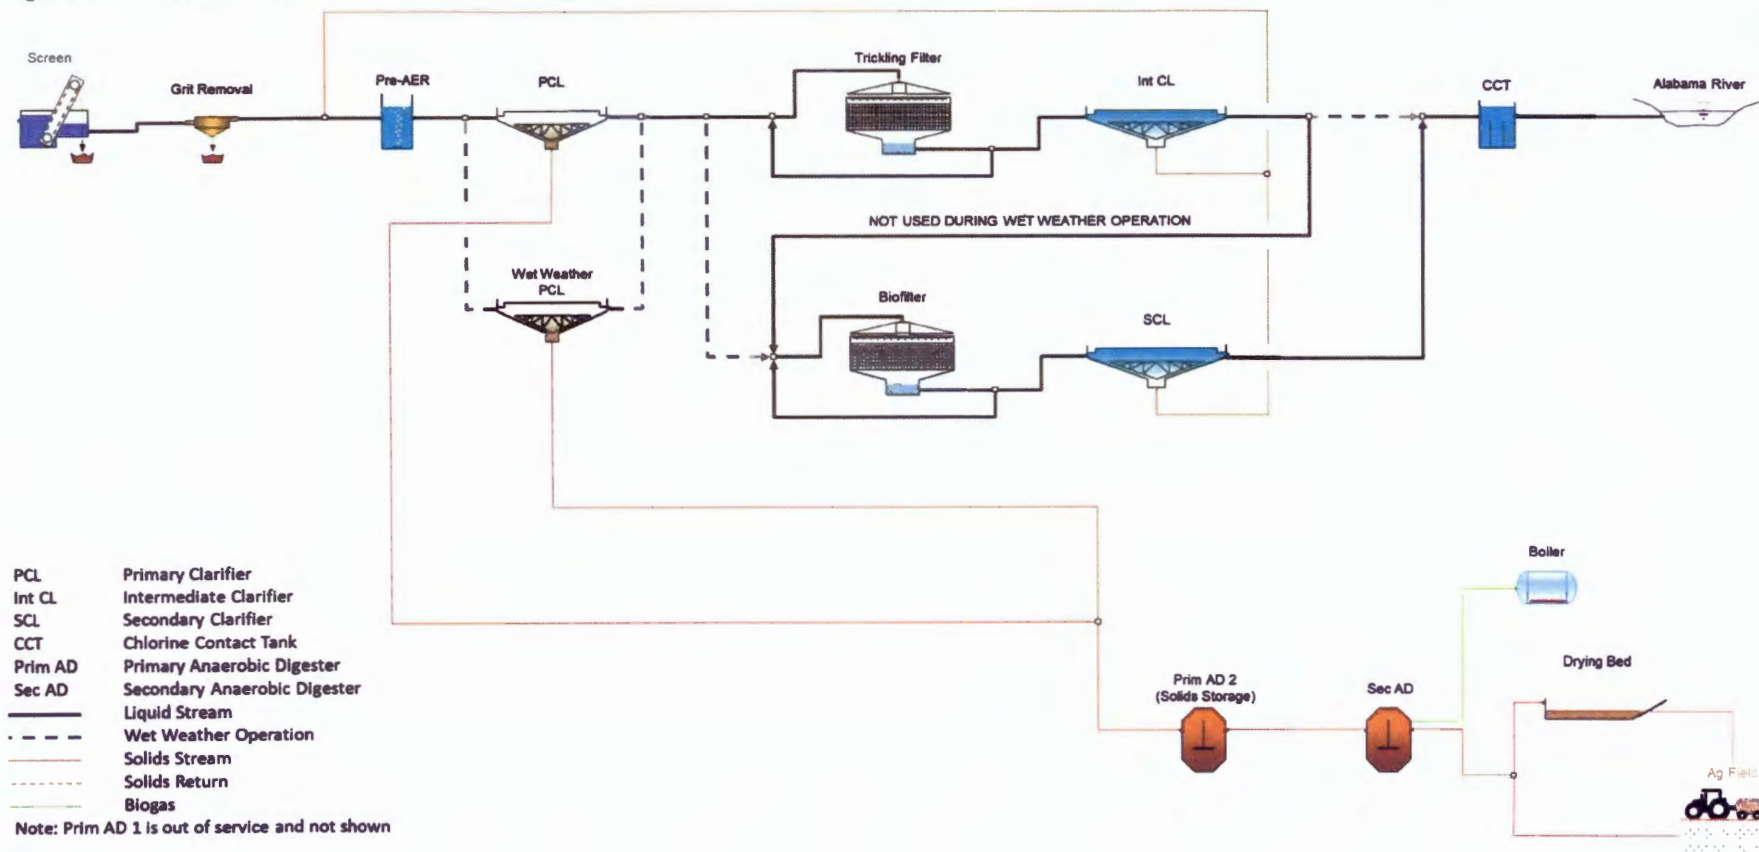 Screen
Grit Removal
Pre-AER
PCL
Trickling Filter
Int CL
CCT
Alabama River
NOT USED DURING WET WEATHER OPERATION
Wet Weather
PCL
Biofilter
SCL
PCL Primary Clarifier
Int CL Intermediate Clarifier
SCL Secondary Clarifier
CCT Chlorine Contact Tank
Prim AD Primary Anaerobic Digester
Sec AD Secondary Anaerobic Digester
Liquid Stream
Wet Weather Operation
Solids Stream
Solids Return
Biogas
Note: Prim AD 1 is out of service and not shown
Prim AD 2
(Solids Storage)
Sec AD
Boiler
Drying Bed
Ag Field